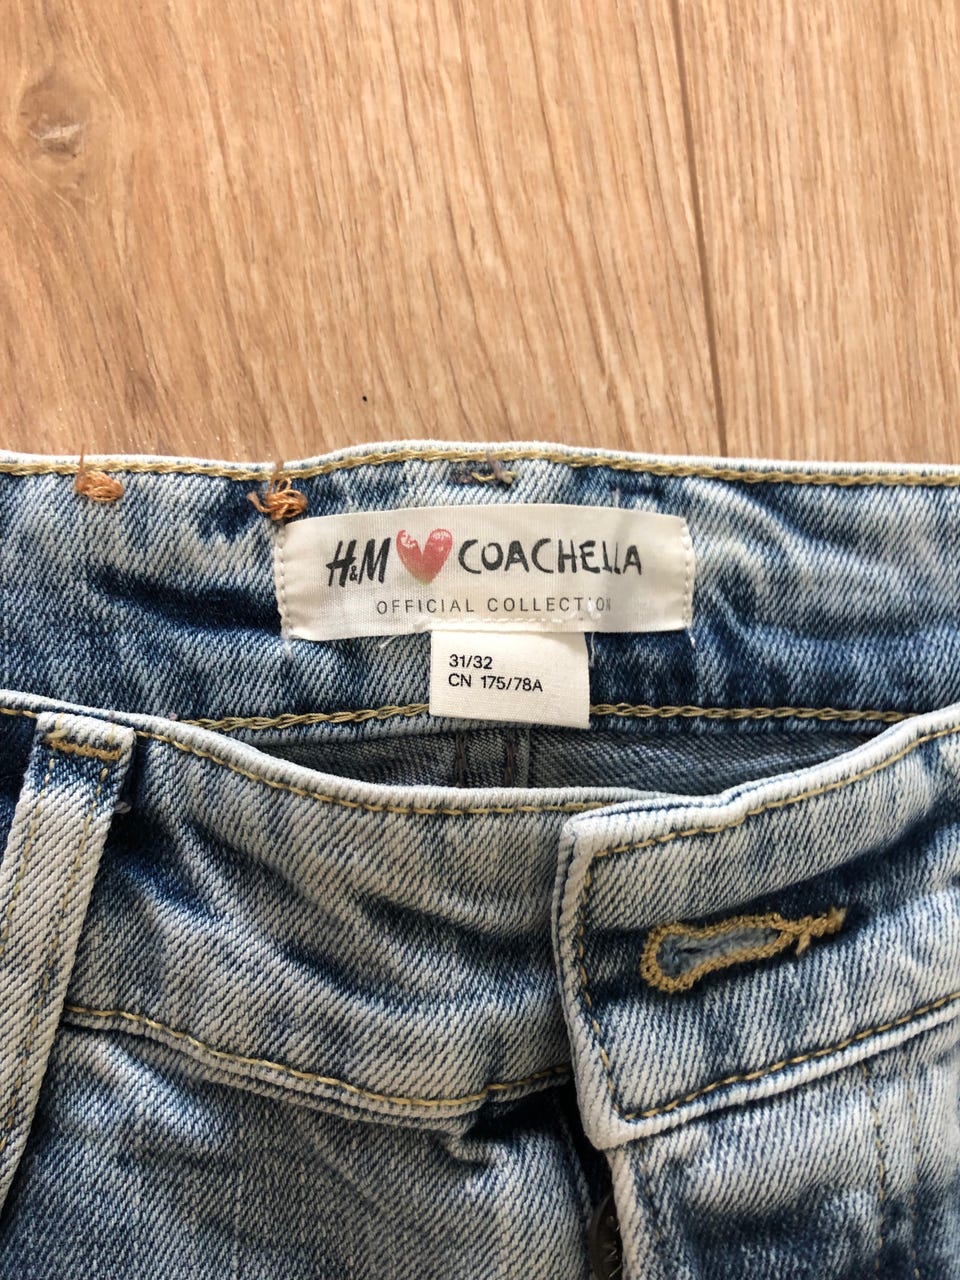 H&M COACHELLA
OFFICIAL COLLECTION
31/32
CN 175/78A